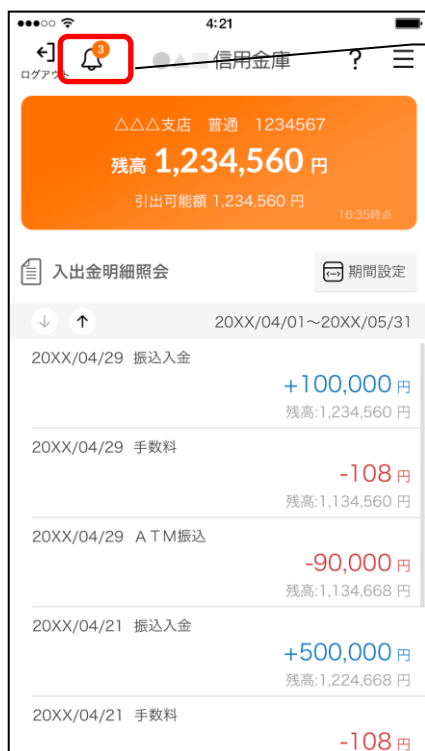 4:21
3
ログアウト
●▲■信用金庫
?
△△△支店 普通 1234567
残高 1,234,560 円
引出可能額 1,234,560 円
16:35時点
入出金明細照会
期間設定
↓ ↑ 20XX/04/01～20XX/05/31
20XX/04/29 振込入金
+100,000 円
残高:1,234,560 円
20XX/04/29 手数料
-108 円
残高:1,134,560 円
20XX/04/29 ＡＴＭ振込
-90,000 円
残高:1,134,668 円
20XX/04/21 振込入金
+500,000 円
残高:1,224,668 円
20XX/04/21 手数料
-108 円